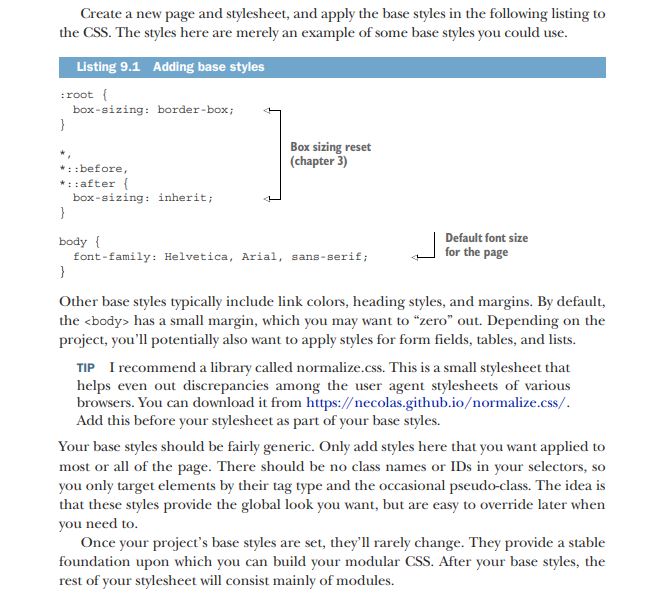 Create a new page and stylesheet, and apply the base styles in the following listing to
the CSS. The styles here are merely an example of some base styles you could use.
Listing 9.1 Adding base styles
:root {
box-sizing: border-box;
}
*,
*::before,
*::after {
box-sizing: inherit;
}
Box sizing reset
(chapter 3)
body {
font-family: Helvetica, Arial, sans-serif;
}
Default font size
for the page
Other base styles typically include link colors, heading styles, and margins. By default,
the <body> has a small margin, which you may want to “zero” out. Depending on the
project, you’ll potentially also want to apply styles for form fields, tables, and lists.
TIP I recommend a library called normalize.css. This is a small stylesheet that
helps even out discrepancies among the user agent stylesheets of various
browsers. You can download it from https://necolas.github.io/normalize.css/.
Add this before your stylesheet as part of your base styles.
Your base styles should be fairly generic. Only add styles here that you want applied to
most or all of the page. There should be no class names or IDs in your selectors, so
you only target elements by their tag type and the occasional pseudo-class. The idea is
that these styles provide the global look you want, but are easy to override later when
you need to.
Once your project’s base styles are set, they’ll rarely change. They provide a stable
foundation upon which you can build your modular CSS. After your base styles, the
rest of your stylesheet will consist mainly of modules.